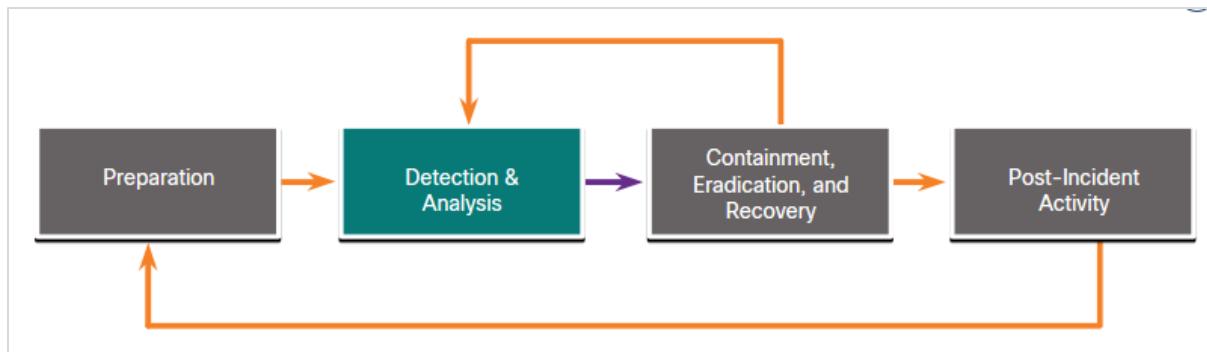 Preparation
Detection &
Analysis
Containment,
Eradication, and
Recovery
Post-Incident
Activity